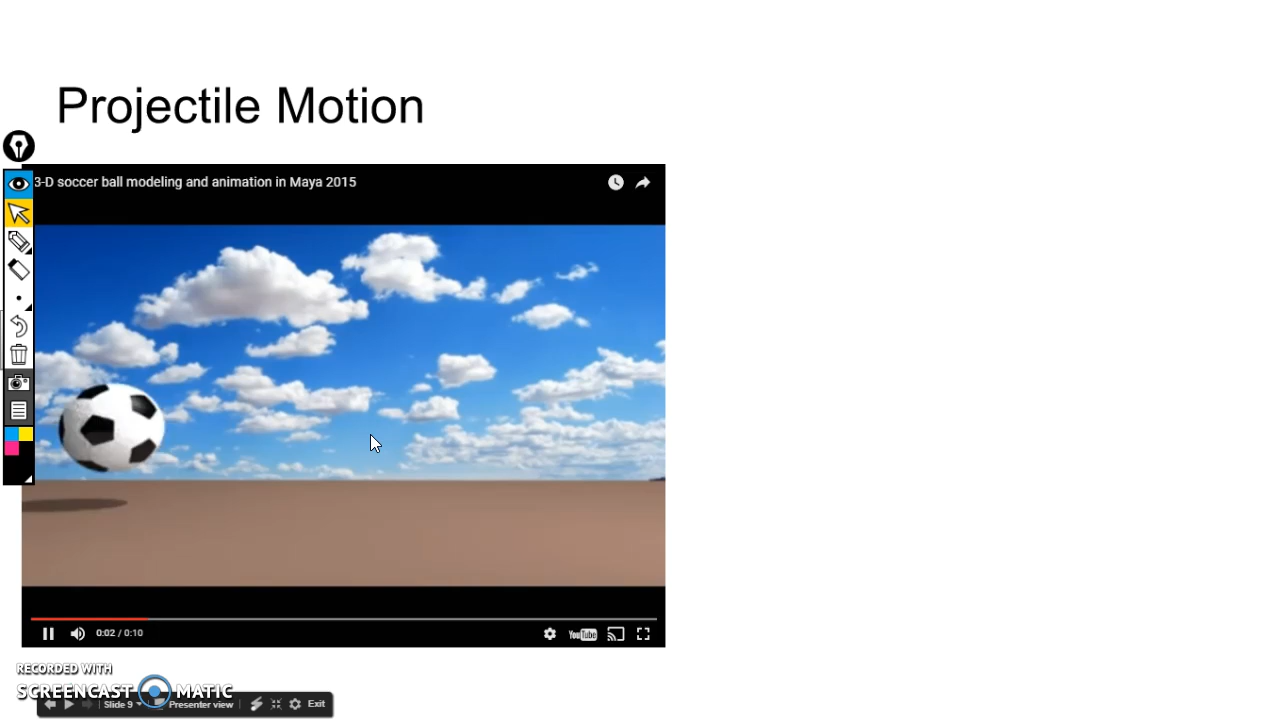 Projectile Motion
3-D soccer ball modeling and animation in Maya 2015
0:02 / 0:10
YouTube
RECORDED WITH
SCREENCAST MATIC
Slide 9
Presenter view
Exit